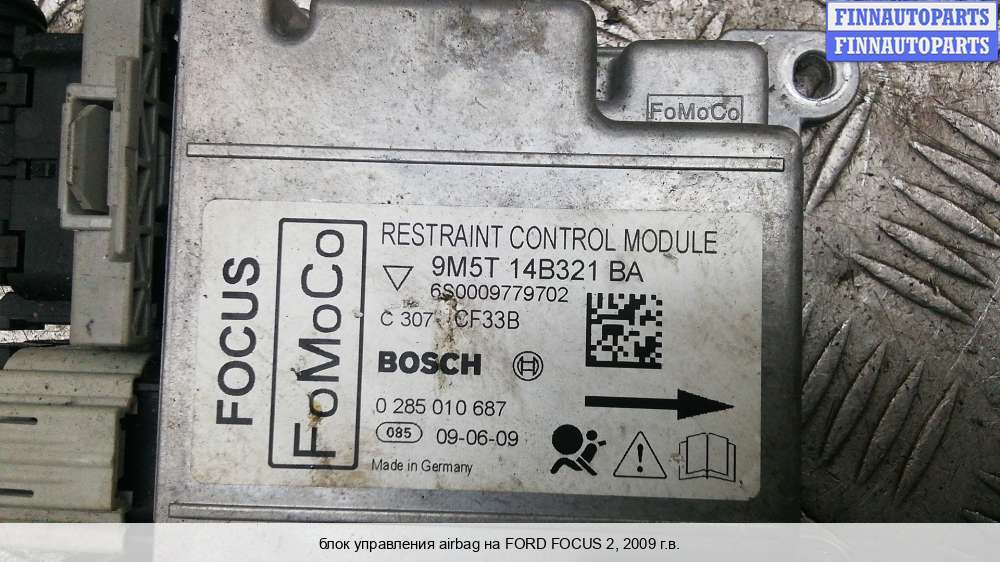 FINNAUTOPARTS
FINNAUTOPARTS
FoMoCo
FOCUS
FoMoCo
RESTRAINT CONTROL MODULE
9M5T 14B321 BA
6S0009779702
C 307 CF33B
BOSCH
0 285 010 687
085 09-06-09
Made in Germany
блок управления airbag на FORD FOCUS 2, 2009 г.в.